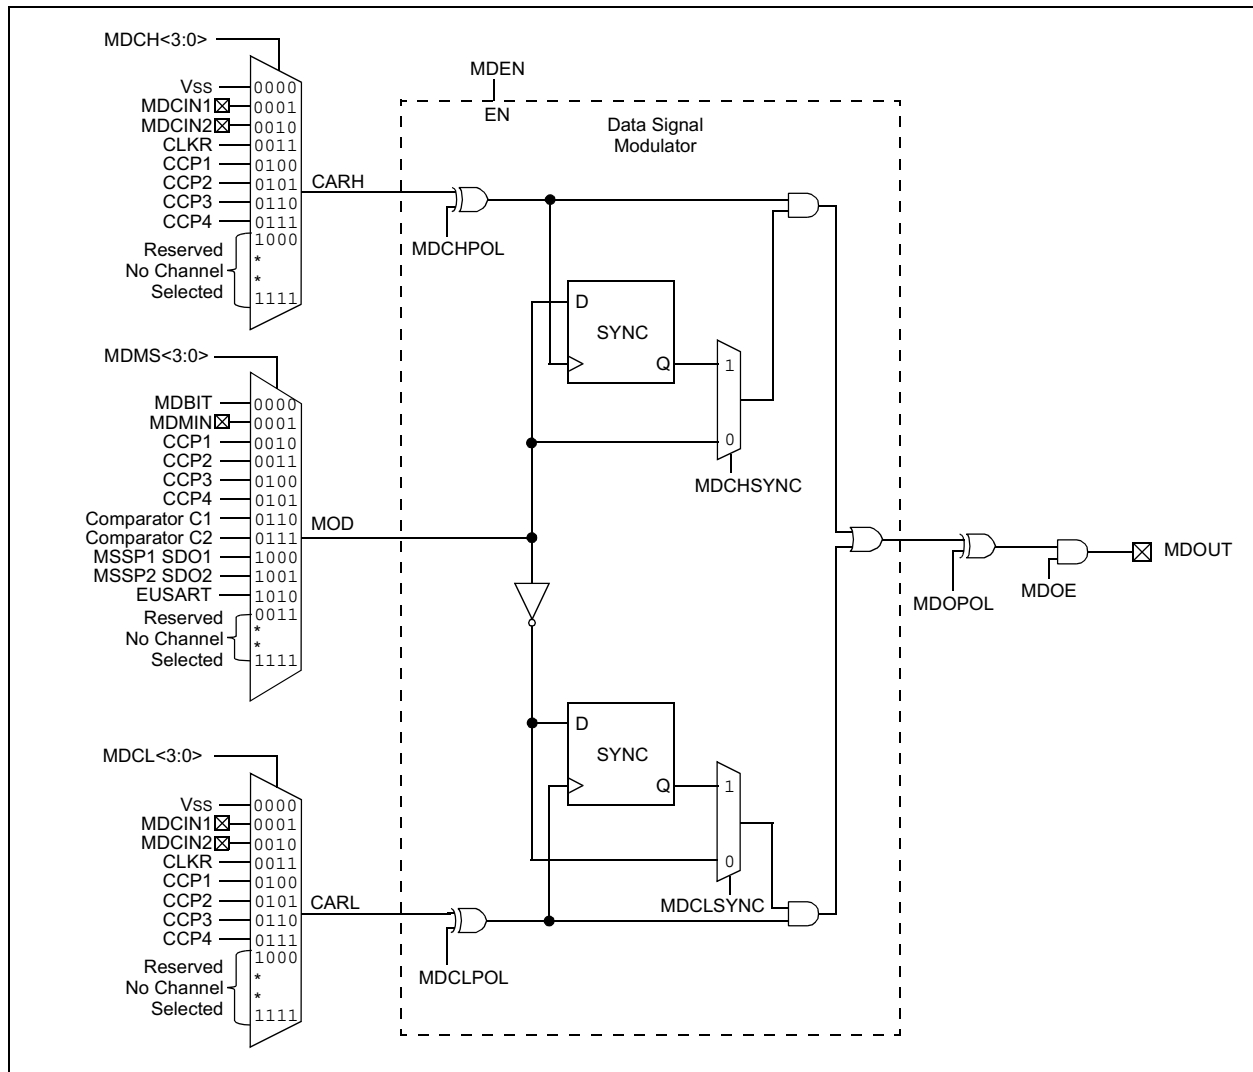 MDCH<3:0>
VSS 0000
MDCIN1 0001
MDCIN2 0010
CLKR 0011
CCP1 0100
CCP2 0101
CCP3 0110
CCP4 0111
1000
Reserved
No Channel
Selected
*
*
1111
CARH
MDEN
EN
Data Signal
Modulator
MDCHPOL
D
SYNC
Q
1
0
MDCHSYNC
MDMS<3:0>
MDBIT 0000
MDMIN 0001
CCP1 0010
CCP2 0011
CCP3 0100
CCP4 0101
Comparator C1 0110
Comparator C2 0111
MSSP1 SDO1 1000
MSSP2 SDO2 1001
EUSART 1010
0011
Reserved
No Channel
Selected
*
*
1111
MOD
MDOPOL
MDOE
MDOUT
D
SYNC
Q
1
0
MDCLSYNC
MDCL<3:0>
VSS 0000
MDCIN1 0001
MDCIN2 0010
CLKR 0011
CCP1 0100
CCP2 0101
CCP3 0110
CCP4 0111
1000
Reserved
No Channel
Selected
*
*
1111
CARL
MDCLPOL